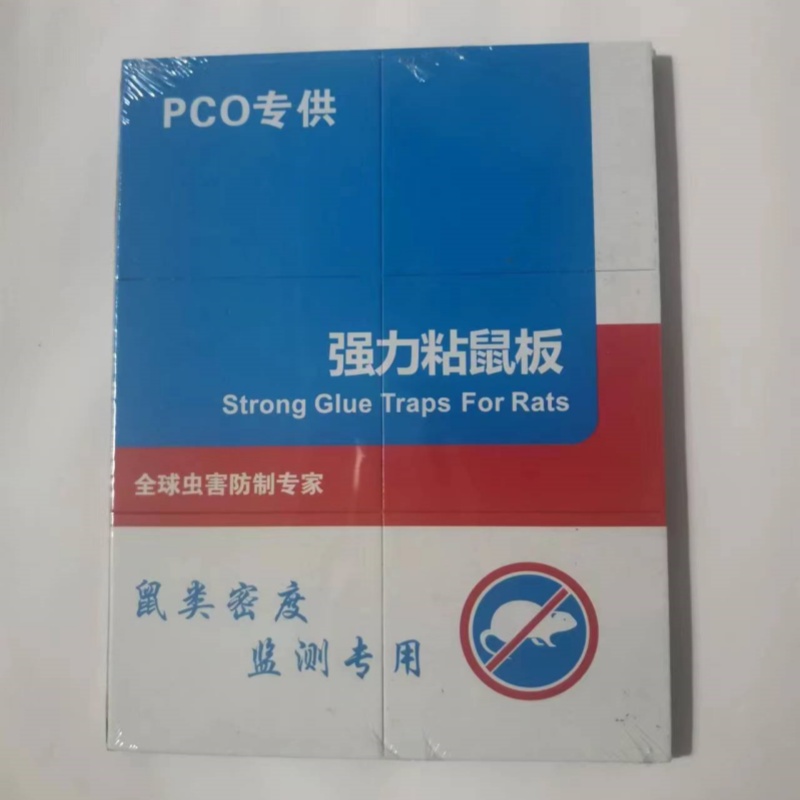 PCO专供
强力粘鼠板
Strong Glue Traps For Rats
全球虫害防制专家
鼠类密度
监测专用